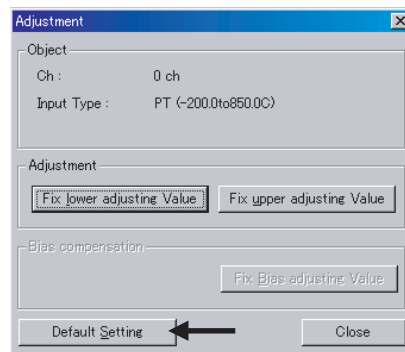 Adjustment
Object
Ch : 0 ch
Input Type : PT (-200.0to850.0C)
Adjustment
Fix lower adjusting Value Fix upper adjusting Value
Bias compensation
Fix Bias adjusting Value
Default Setting Close